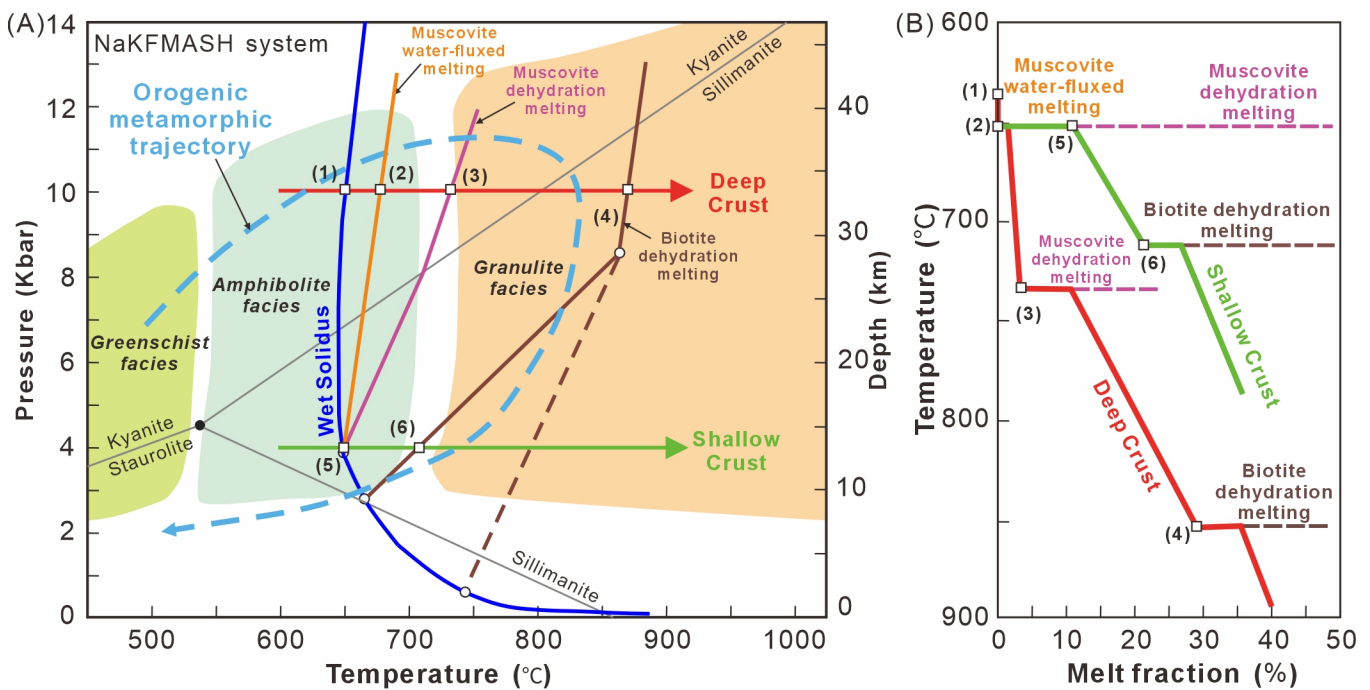 (A)
NaKFMASH system
Muscovite
water-fluxed
melting
Muscovite
dehydration
melting
Kyanite
Sillimanite
Orogenic
metamorphic
trajectory
(1)
(2)
(3)
(4)
Deep
Crust
Biotite
dehydration
melting
Amphibolite
facies
Granulite
facies
Greenschist
facies
Wet Solidus
Kyanite
Staurolite
(5)
(6)
Shallow
Crust
Sillimanite
Pressure (Kbar)
14
12
10
8
6
4
2
0
Depth (km)
40
30
20
10
0
500
600
700
800
900
1000
Temperature (°C)
(B)
600
700
800
900
Temperature (°C)
(1)
(2)
Muscovite
water-fluxed
melting
Muscovite
dehydration
melting
(5)
Biotite dehydration
melting
(6)
Muscovite
dehydration
melting
(3)
Shallow Crust
Deep Crust
Biotite
dehydration
melting
(4)
0
10
20
30
40
50
Melt fraction (%)